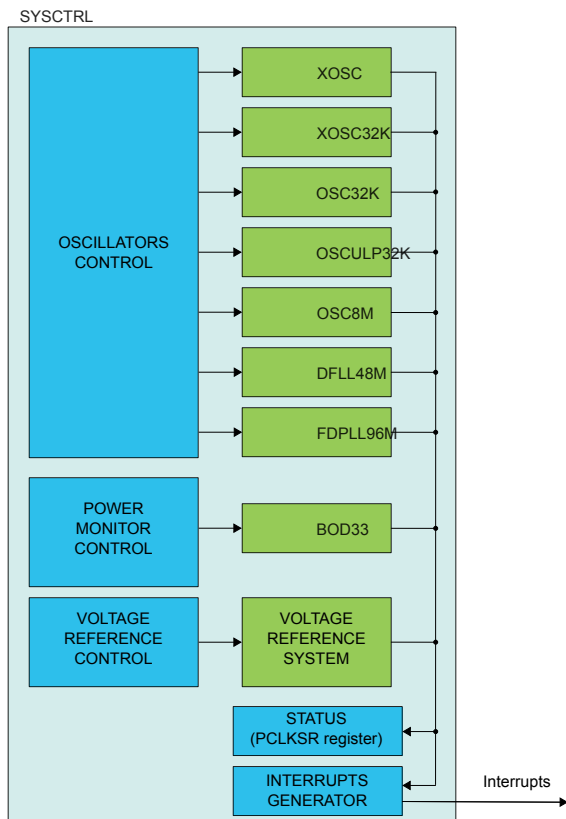 SYSCTRL
OSCILLATORS
CONTROL
XOSC
XOSC32K
OSC32K
OSCULP32K
OSC8M
DFLL48M
FDPLL96M
POWER
MONITOR
CONTROL
BOD33
VOLTAGE
REFERENCE
CONTROL
VOLTAGE
REFERENCE
SYSTEM
STATUS
(PCLKSR register)
INTERRUPTS
GENERATOR
Interrupts